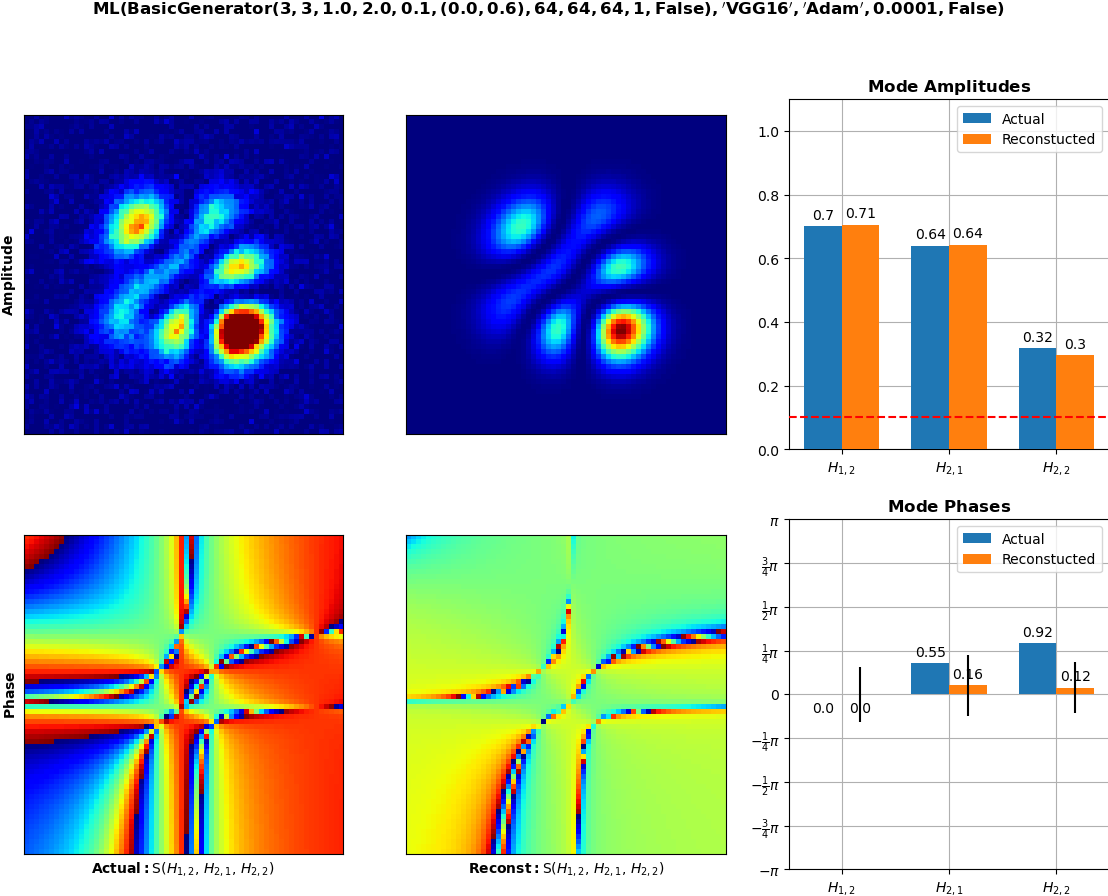 ML(BasicGenerator(3, 3, 1.0, 2.0, 0.1, (0.0, 0.6), 64, 64, 64, 1, False), ′VGG16′, ′Adam′, 0.0001, False)
Amplitude
Mode Amplitudes
Actual
Reconstucted
1.0
0.8
0.6
0.4
0.2
0.0
0.7
0.71
0.64
0.64
0.32
0.3
H1,2
H2,1
H2,2
Phase
Actual: S(H1,2, H2,1, H2,2)
Reconst: S(H1,2, H2,1, H2,2)
Mode Phases
Actual
Reconstucted
π
3/4π
1/2π
1/4π
0
−1/4π
−1/2π
−3/4π
−π
0.0
0.0
0.55
0.16
0.92
0.12
H1,2
H2,1
H2,2